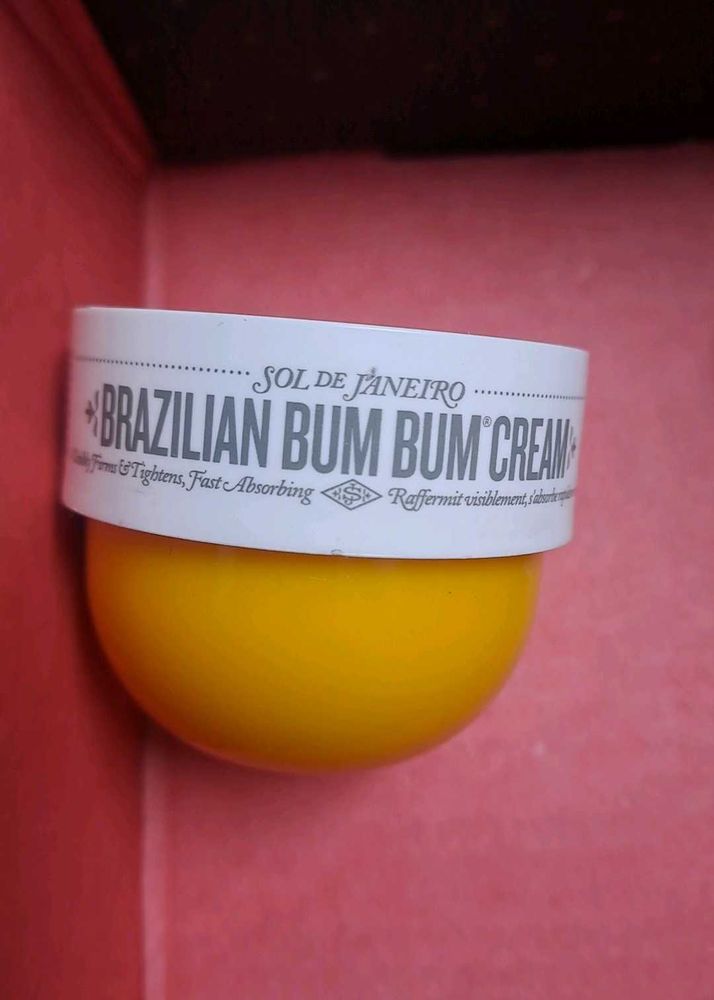 SOL DE JANEIRO
BRAZILIAN BUM BUM® CREAM
Firms & Tightens, Fast Absorbing Raffermit visiblement, s'absorbe